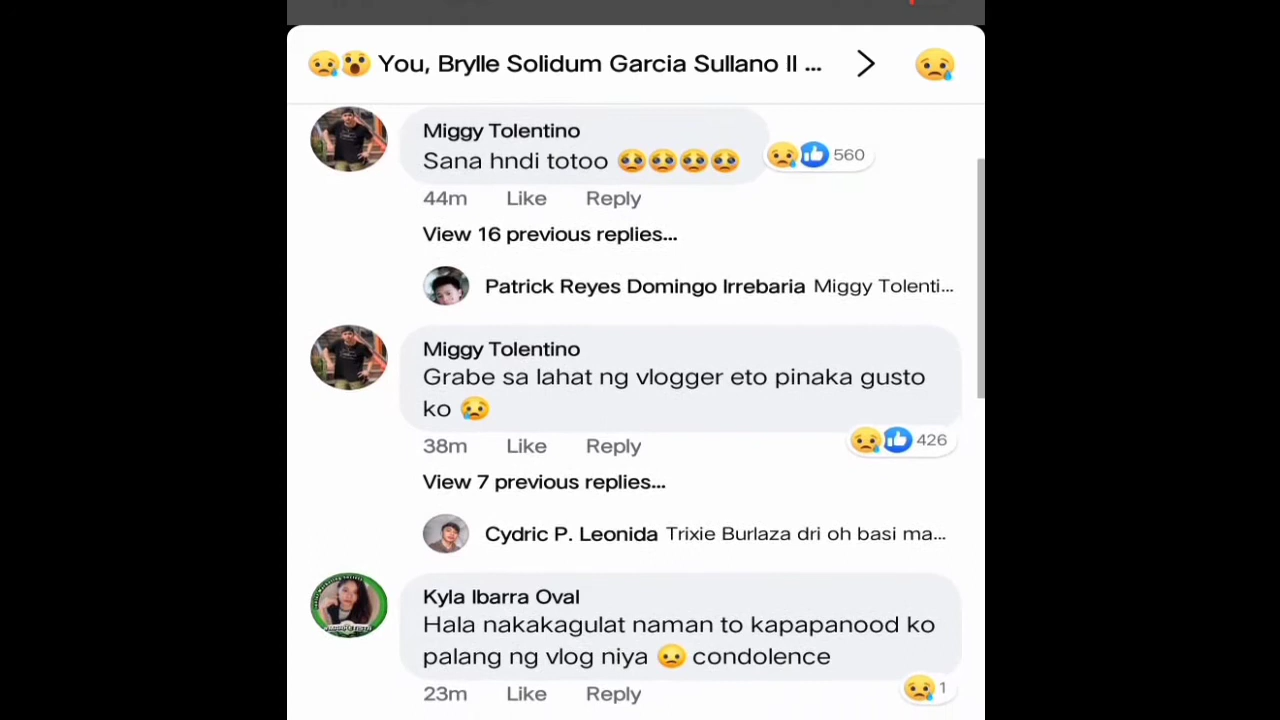 You, Brylle Solidum Garcia Sullano II ...
Miggy Tolentino
Sana hndi totoo 🥺🥺🥺🥺
560
44m Like Reply
View 16 previous replies...
Patrick Reyes Domingo Irrebaria Miggy Tolenti...
Miggy Tolentino
Grabe sa lahat ng vlogger eto pinaka gusto
ko 😢
426
38m Like Reply
View 7 previous replies...
Cydric P. Leonida Trixie Burlaza dri oh basi ma...
Kyla Ibarra Oval
Hala nakakagulat naman to kapapanood ko
palang ng vlog niya 😞 condolence
1
23m Like Reply